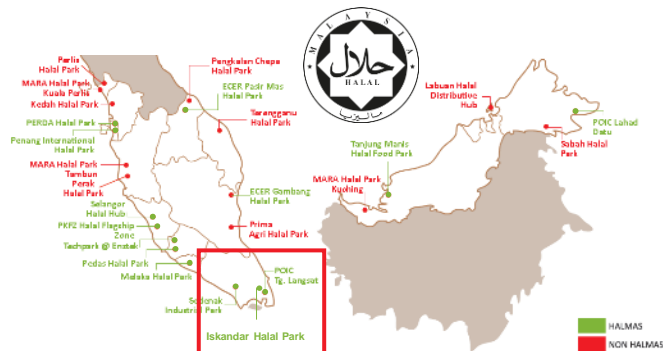 Perlis
Halal Park
MARA Halal Park
Kuala Perlis
Kedah Halal Park
PERDA Halal Park
Penang International
Halal Park
MARA Halal Park
Tambun
Perak
Halal Park
Selangor
Halal Hub
PKFZ Halal Flagship
Zone
Techpark @ Enstek
Pedas Halal Park
Melaka Halal Park
Sedenak
Industrial Park
Iskandar Halal Park
POIC
Tg. Langsat
Pengkalan Chepa
Halal Park
ECER Pasir Mas
Halal Park
Terengganu
Halal Park
ECER Gambang
Halal Park
Prima
Agri Halal Park
MALAYSIA
حلال
HALAL
ماليزيا
Labuan Halal
Distributive
Hub
Tanjung Manis
Halal Food Park
MARA Halal Park
Kuching
POIC Lahad
Datu
Sabah Halal
Park
HALMAS
NON HALMAS